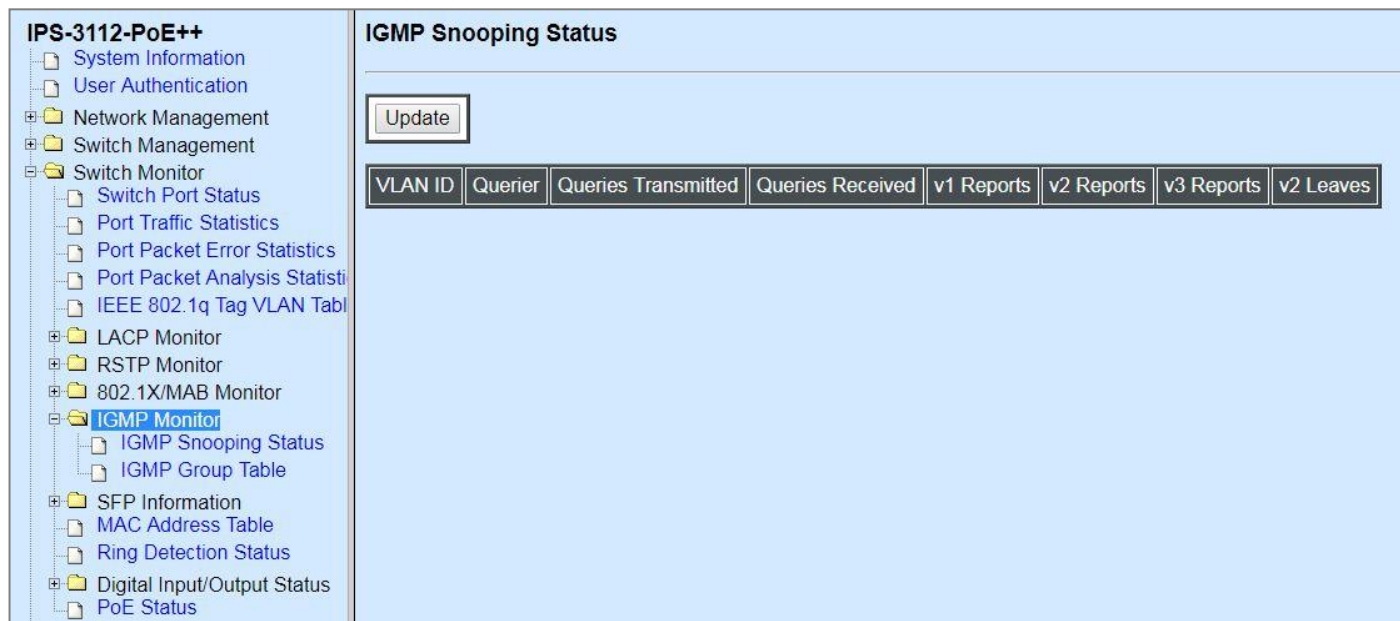 IPS-3112-PoE++
System Information
User Authentication
Network Management
Switch Management
Switch Monitor
Switch Port Status
Port Traffic Statistics
Port Packet Error Statistics
Port Packet Analysis Statisti
IEEE 802.1q Tag VLAN Tabl
LACP Monitor
RSTP Monitor
802.1X/MAB Monitor
IGMP Monitor
IGMP Snooping Status
IGMP Group Table
SFP Information
MAC Address Table
Ring Detection Status
Digital Input/Output Status
PoE Status
IGMP Snooping Status
Update
VLAN ID Querier Queries Transmitted Queries Received v1 Reports v2 Reports v3 Reports v2 Leaves